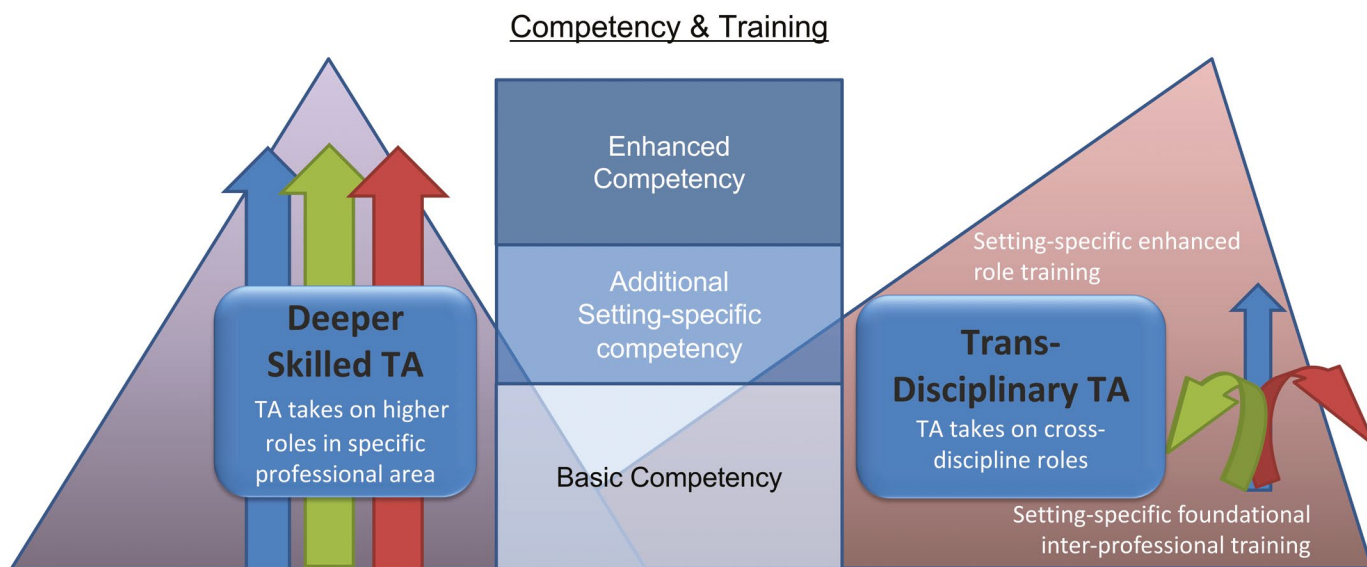 Competency & Training
Enhanced
Competency
Additional
Setting-specific
competency
Basic Competency
Deeper
Skilled TA
TA takes on higher
roles in specific
professional area
Setting-specific enhanced
role training
Trans-
Disciplinary TA
TA takes on cross-
discipline roles
Setting-specific foundational
inter-professional training